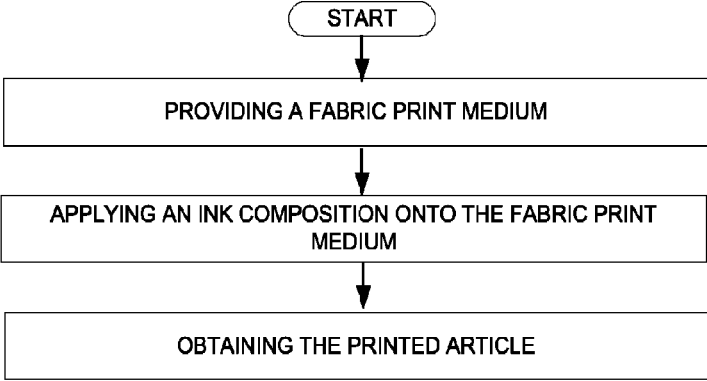 START
PROVIDING A FABRIC PRINT MEDIUM
APPLYING AN INK COMPOSITION ONTO THE FABRIC PRINT
MEDIUM
OBTAINING THE PRINTED ARTICLE